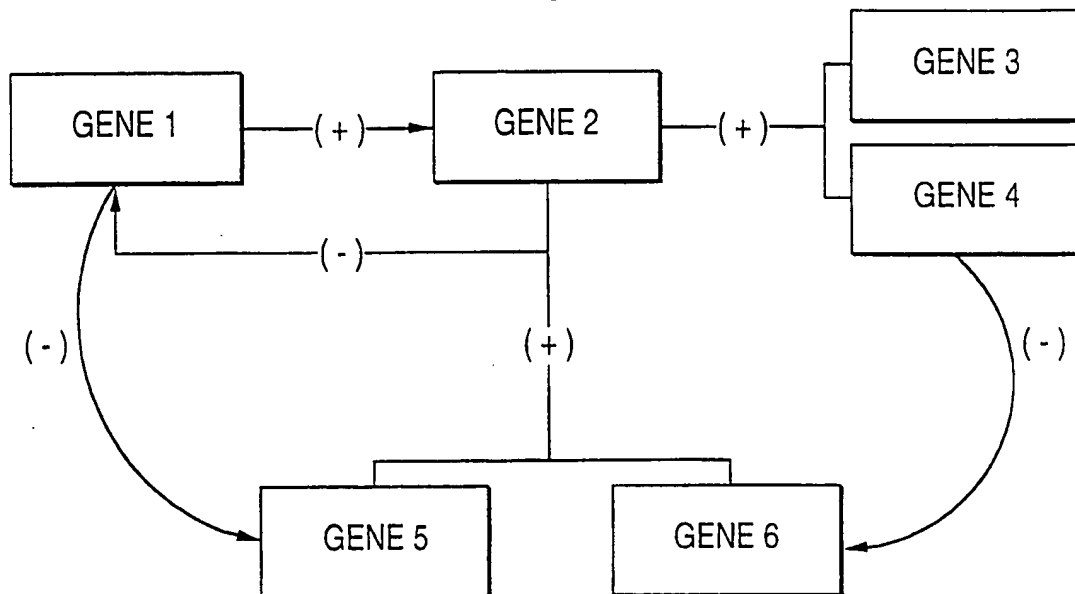 GENE 3
GENE 1
(+)
GENE 2
(+)
GENE 4
(-)
(-)
(+)
(-)
GENE 5
GENE 6